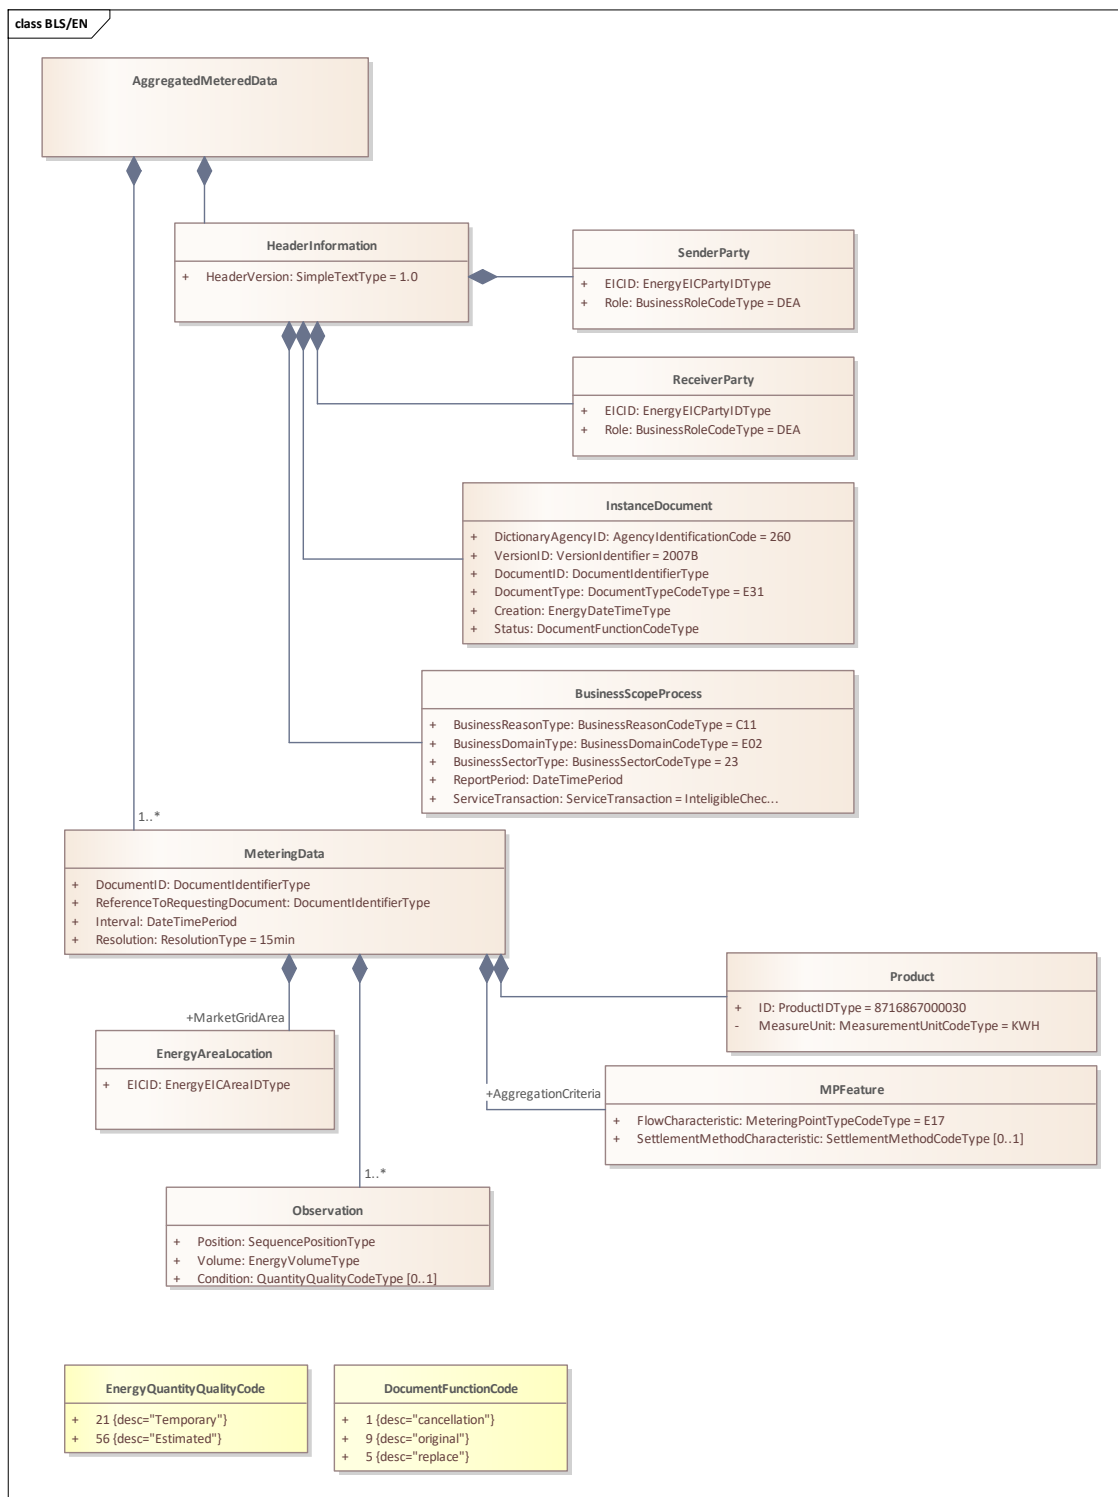 class BLS/EN
AggregatedMeteredData
HeaderInformation
+ HeaderVersion: SimpleTextType = 1.0
SenderParty
+ EICID: EnergyEICPartyIDType
+ Role: BusinessRoleCodeType = DEA
ReceiverParty
+ EICID: EnergyEICPartyIDType
+ Role: BusinessRoleCodeType = DEA
InstanceDocument
+ DictionaryAgencyID: AgencyIdentificationCode = 260
+ VersionID: VersionIdentifier = 2007B
+ DocumentID: DocumentIdentifierType
+ DocumentType: DocumentTypeCodeType = E31
+ Creation: EnergyDateTimeType
+ Status: DocumentFunctionCodeType
BusinessScopeProcess
+ BusinessReasonType: BusinessReasonCodeType = C11
+ BusinessDomainType: BusinessDomainCodeType = E02
+ BusinessSectorType: BusinessSectorCodeType = 23
+ ReportPeriod: DateTimePeriod
+ ServiceTransaction: ServiceTransaction = InteligibleChec...
1..*
MeteringData
+ DocumentID: DocumentIdentifierType
+ ReferenceToRequestingDocument: DocumentIdentifierType
+ Interval: DateTimePeriod
+ Resolution: ResolutionType = 15min
Product
+ ID: ProductIDType = 8716867000030
- MeasureUnit: MeasurementUnitCodeType = KWH
+MarketGridArea
EnergyAreaLocation
+ EICID: EnergyEICAreaIDType
+AggregationCriteria
MPFeature
+ FlowCharacteristic: MeteringPointTypeCodeType = E17
+ SettlementMethodCharacteristic: SettlementMethodCodeType [0..1]
1..*
Observation
+ Position: SequencePositionType
+ Volume: EnergyVolumeType
+ Condition: QuantityQualityCodeType [0..1]
EnergyQuantityQualityCode
+ 21 {desc="Temporary"}
+ 56 {desc="Estimated"}
DocumentFunctionCode
+ 1 {desc="cancellation"}
+ 9 {desc="original"}
+ 5 {desc="replace"}